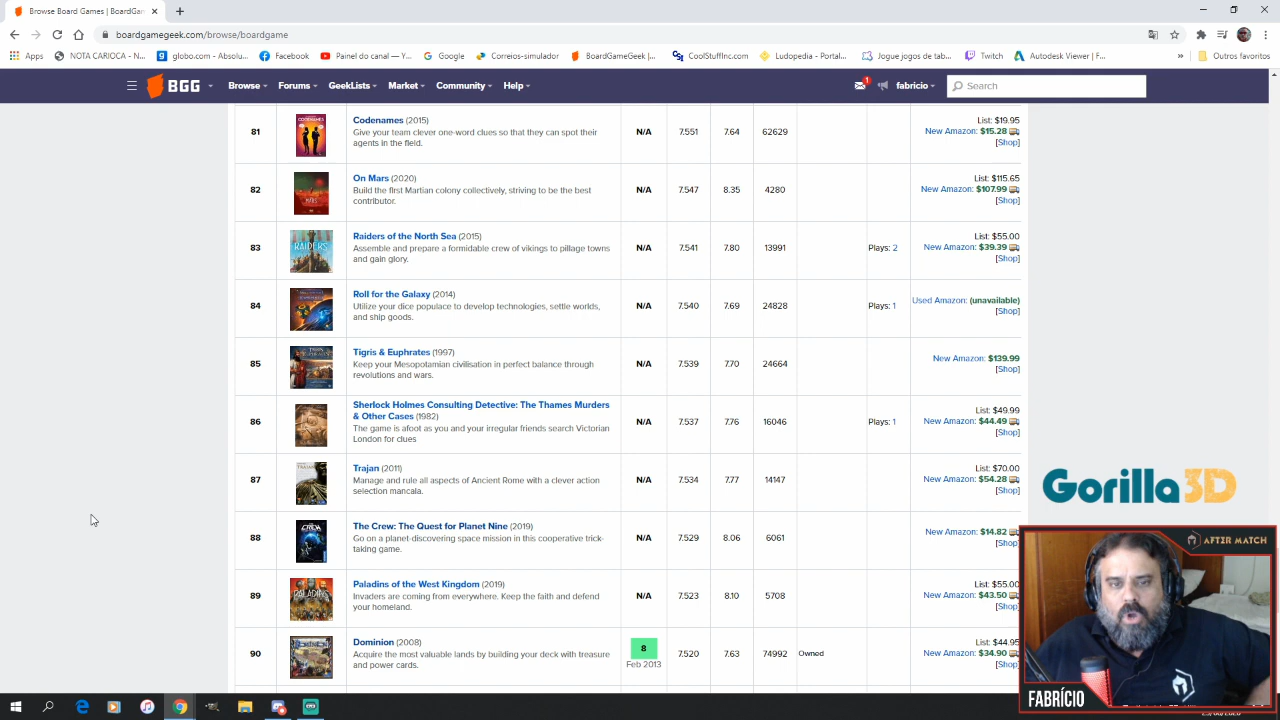 Browse Games | BoardGameGe
boardgamegeek.com/browse/boardgame
Apps
NOTA CARIOCA - N...
globo.com
Facebook
Painel do canal — Y...
Google
Correios-simulador
BoardGameGeek | G...
CoolStuffInc.com
Ludopedia - Portal...
Jogue jogos de tab...
Twitch
Autodesk Viewer | F...
»
Outros favoritos
BGG
Browse
Forums
GeekLists
Market
Community
Help
1
fabricio
Search
81
CODENAMES
Codenames (2015)
Give your team clever one-word clues so that they can spot their
agents in the field.
N/A
7.551
7.64
62629
List: $19.95
New Amazon: $15.28
[Shop]
82
MARS
On Mars (2020)
Build the first Martian colony collectively, striving to be the best
contributor.
N/A
7.547
8.35
4280
List: $115.65
New Amazon: $107.99
[Shop]
83
RAIDERS
Raiders of the North Sea (2015)
Assemble and prepare a formidable crew of vikings to pillage towns
and gain glory.
N/A
7.541
7.80
13991
Plays: 2
List: $55.00
New Amazon: $39.39
[Shop]
84
Roll for the Galaxy (2014)
Utilize your dice populace to develop technologies, settle worlds,
and ship goods.
N/A
7.540
7.69
24828
Plays: 1
Used Amazon: (unavailable)
[Shop]
85
Tigris & Euphrates (1997)
Keep your Mesopotamian civilisation in perfect balance through
revolutions and wars.
N/A
7.539
7.70
24664
New Amazon: $139.99
[Shop]
86
Sherlock Holmes Consulting Detective: The Thames Murders
& Other Cases (1982)
The game is afoot as you and your irregular friends search Victorian
London for clues
N/A
7.537
7.76
16046
Plays: 1
List: $49.99
New Amazon: $44.49
[Shop]
87
TRAJAN
Trajan (2011)
Manage and rule all aspects of Ancient Rome with a clever action
selection mancala.
N/A
7.534
7.77
14147
List: $70.00
New Amazon: $54.28
[Shop]
88
CREW
The Crew: The Quest for Planet Nine (2019)
Go on a planet-discovering space mission in this cooperative trick-
taking game.
N/A
7.529
8.06
6061
New Amazon: $14.82
[Shop]
89
PALADINS
Paladins of the West Kingdom (2019)
Invaders are coming from everywhere. Keep the faith and defend
your homeland.
N/A
7.523
8.10
5708
List: $55.00
New Amazon: $43.50
[Shop]
90
Dominion (2008)
Acquire the most valuable lands by building your deck with treasure
and power cards.
8
Feb 2013
7.520
7.63
74992
Owned
List: $44.95
New Amazon: $34.90
[Shop]
Gorilla3D
AFTER MATCH
FABRÍCIO